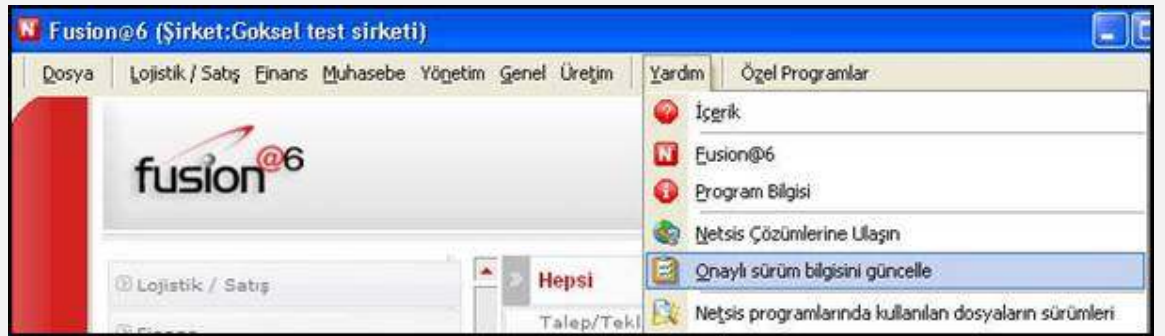 Fusion@6 (Şirket:Goksel test sirketi)
Dosya Lojistik / Satış Finans Muhasebe Yönetim Genel Üretim Yardım Özel Programlar
İçerik
Fusion@6
Program Bilgisi
Netsis Çözümlerine Ulaşın
Onaylı sürüm bilgisini güncelle
Netsis programlarında kullanılan dosyaların sürümleri
fusion@6
Lojistik / Satış
Hepsi
Talep/Tekl
Finans